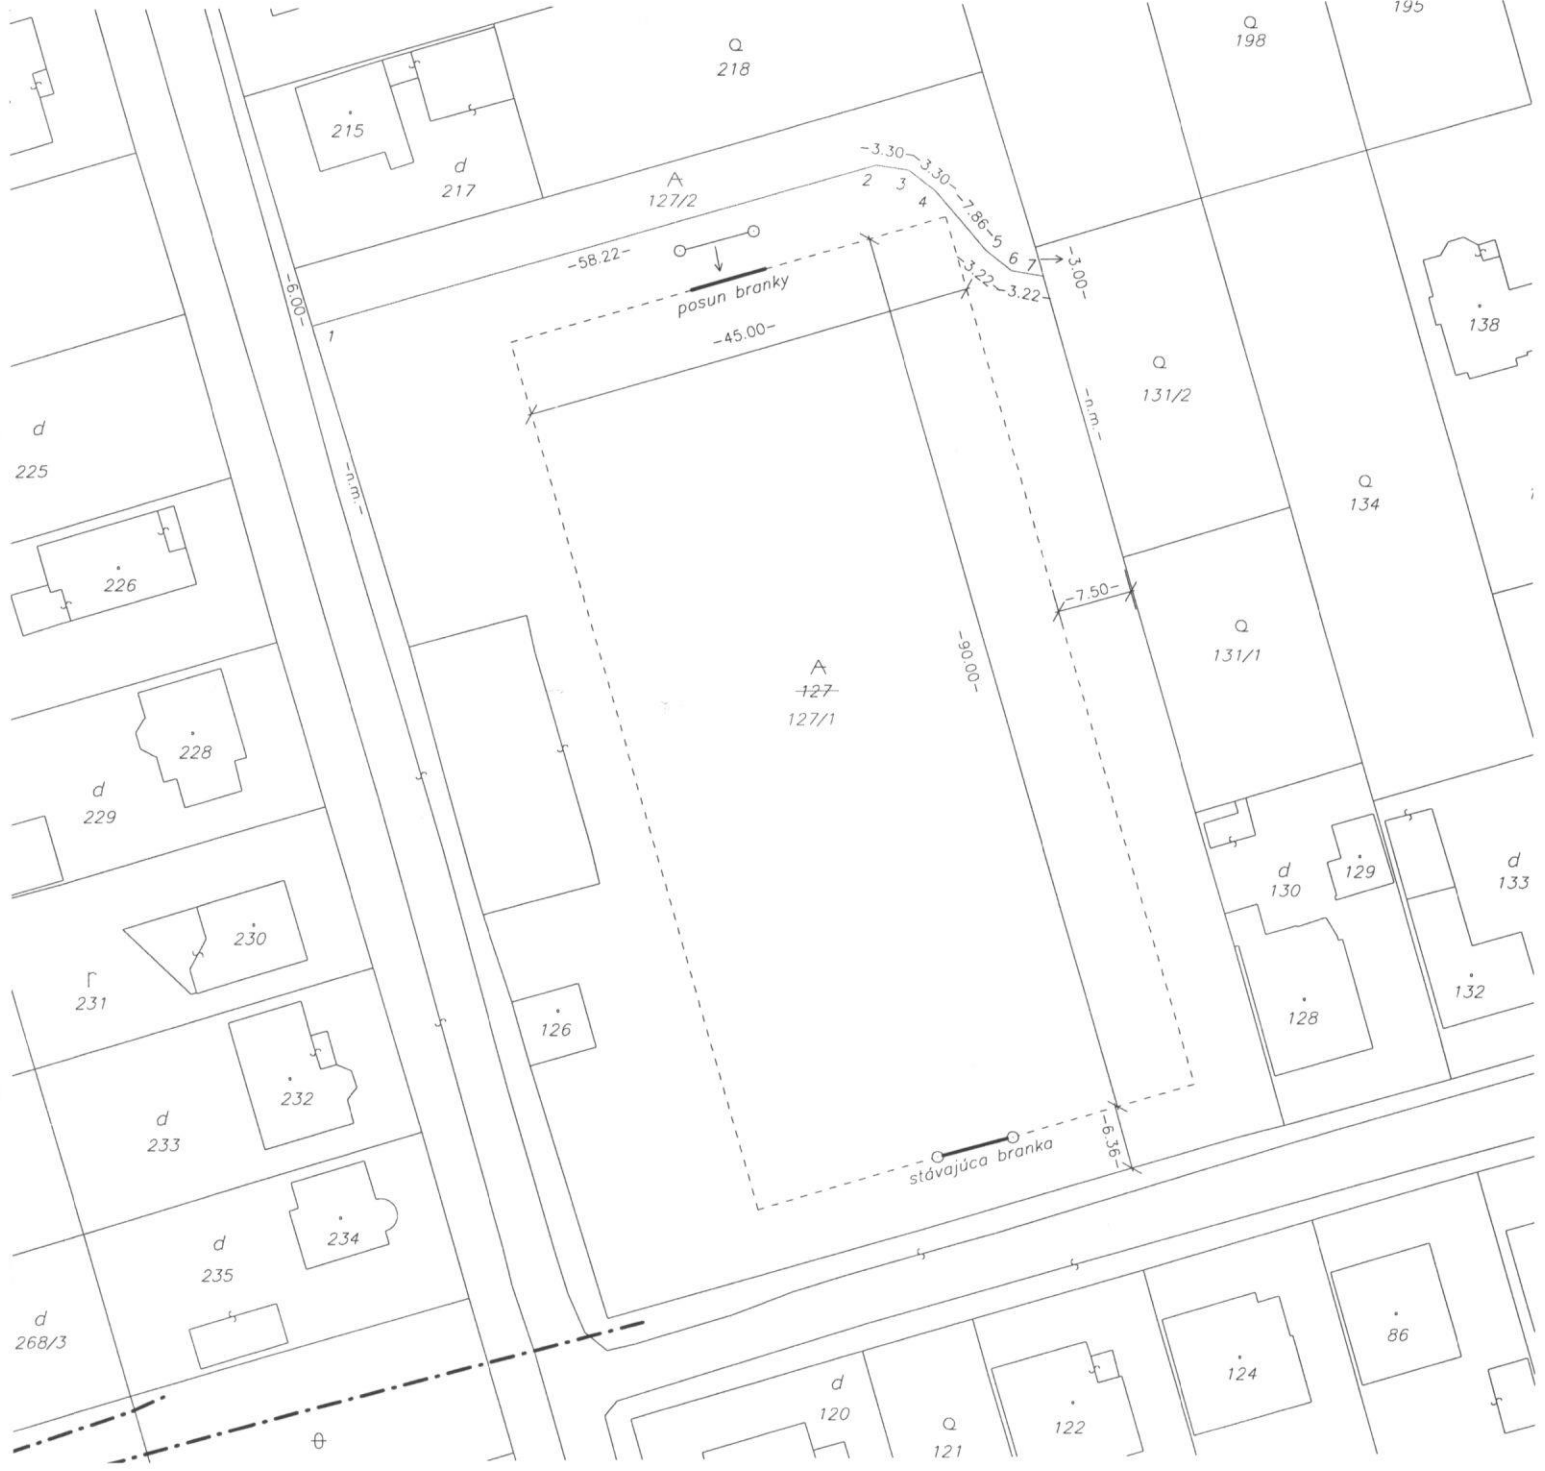 195
Q
198
Q
218
215
d
217
A
127/2
-3.30-
-3.30-
-7.86-
2
3
4
5
6
7
-3.22-
-3.22-
-3.00-
-58.22-
-6.00-
1
posun branky
-45.00-
138
Q
131/2
-n.m.-
-n.m.-
d
225
Q
134
226
-7.50-
Q
131/1
-90.00-
A
127
127/1
228
d
229
d
130
129
d
133
230
231
132
128
126
232
d
233
-6.36-
stávajúca branka
234
d
235
d
268/3
86
124
122
d
120
Q
121